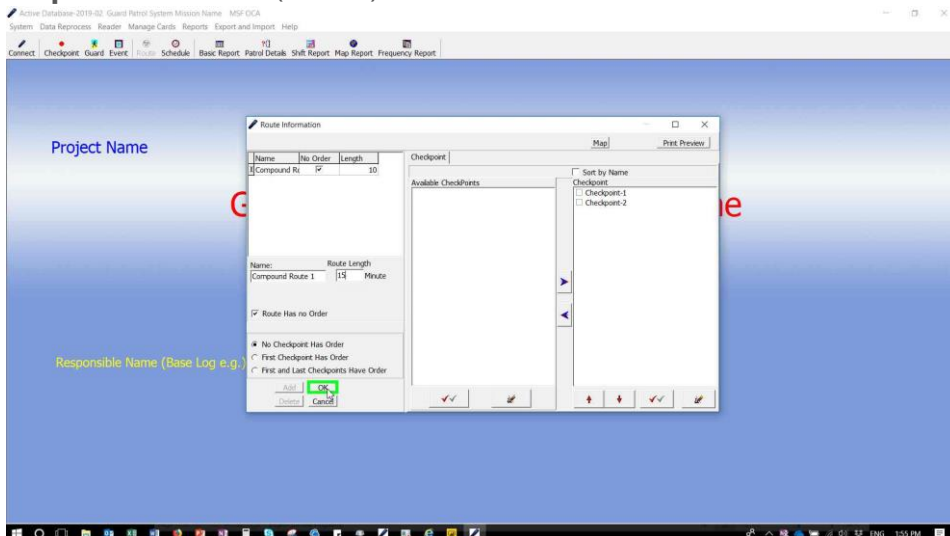 Active Database-2019-02 Guard Patrol System Mission Name MSF OCA
System Data Reprocess Reader Manage Cards Reports Export and Import Help
Connect Checkpoint Guard Event Route Schedule Basic Report Patrol Details Shift Report Map Report Frequency Report
Project Name
Route Information
Map Print Preview
Name No Order Length
Compound Ro 10
Checkpoint
Sort by Name
Available CheckPoints
Checkpoint
Checkpoint-1
Checkpoint-2
G
e
Name: Route Length
Compound Route 1 15 Minute
Route Has no Order
No Checkpoint Has Order
First Checkpoint Has Order
First and Last Checkpoints Have Order
Responsible Name (Base Log e.g.)
Add OK
Delete Cancel
ENG 1:55 PM